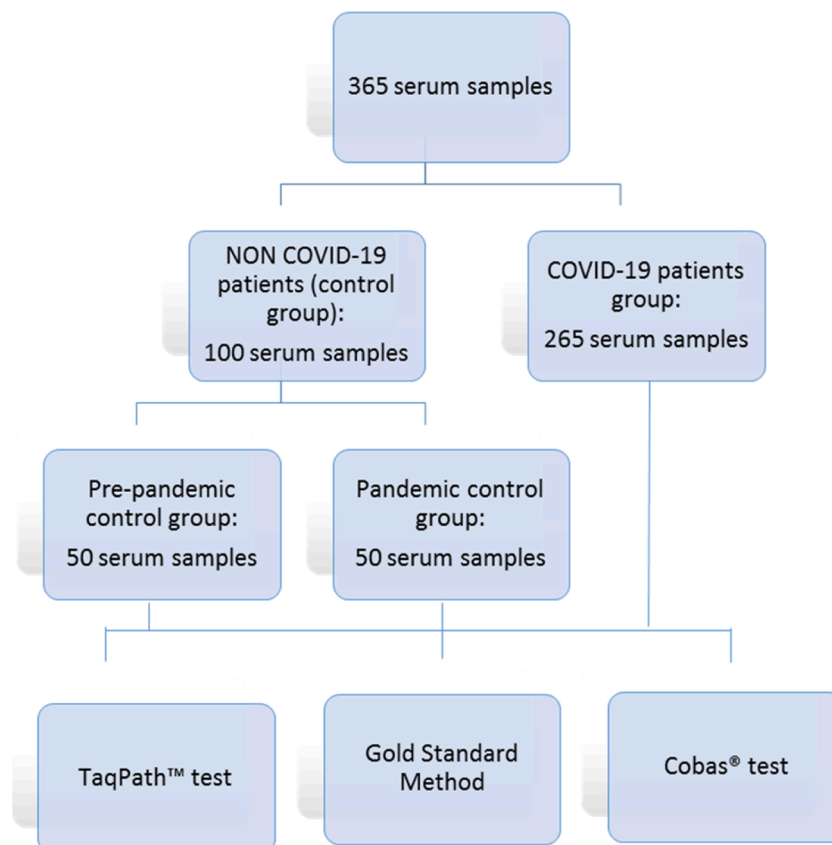 365 serum samples
NON COVID-19
patients (control
group):
100 serum samples
COVID-19 patients
group:
265 serum samples
Pre-pandemic
control group:
50 serum samples
Pandemic control
group:
50 serum samples
TaqPath™ test
Gold Standard
Method
Cobas® test